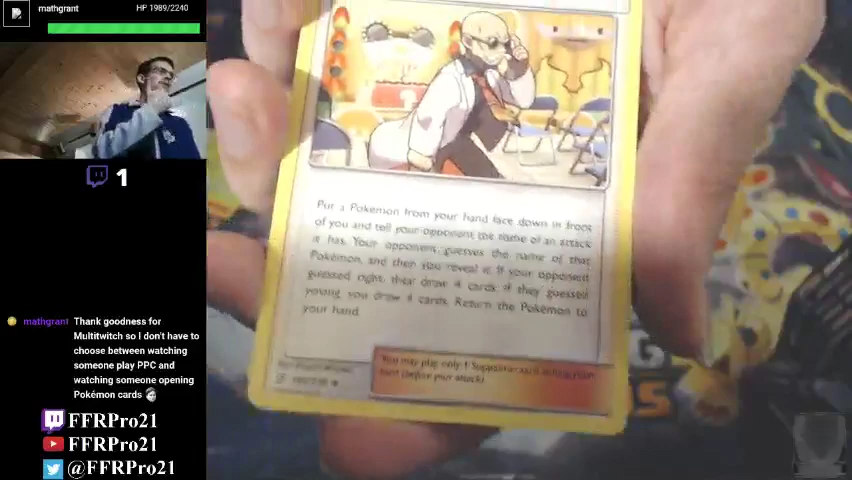 mathgrant
HP 1989/2240
1
mathgrant
Thank goodness for
Multitwitch so I don't have to
choose between watching
someone play PPC and
watching someone opening
Pokémon cards
FFRPro21
FFRPro21
@FFRPro21
Put a Pokémon from your hand face down in front
of you and tell your opponent the name of an attack
it has. Your opponent guesses the name of that
Pokémon, and then you reveal it. If your opponent
guessed right, they draw 4 cards. If they guessed
wrong, you draw 4 cards. Return the Pokémon to
your hand.
You may play only 1 Supporter card during your
turn (before your attack).